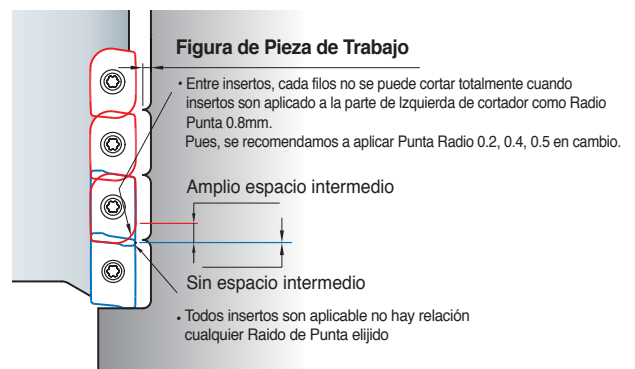 Figura de Pieza de Trabajo
• Entre insertos, cada filos no se puede cortar totalmente cuando
insertos son aplicado a la parte de Izquierda de cortador como Radio
Punta 0.8mm.
Pues, se recomendamos a aplicar Punta Radio 0.2, 0.4, 0.5 en cambio.
Amplio espacio intermedio
Sin espacio intermedio
• Todos insertos son aplicable no hay relación
cualquier Raido de Punta elijido